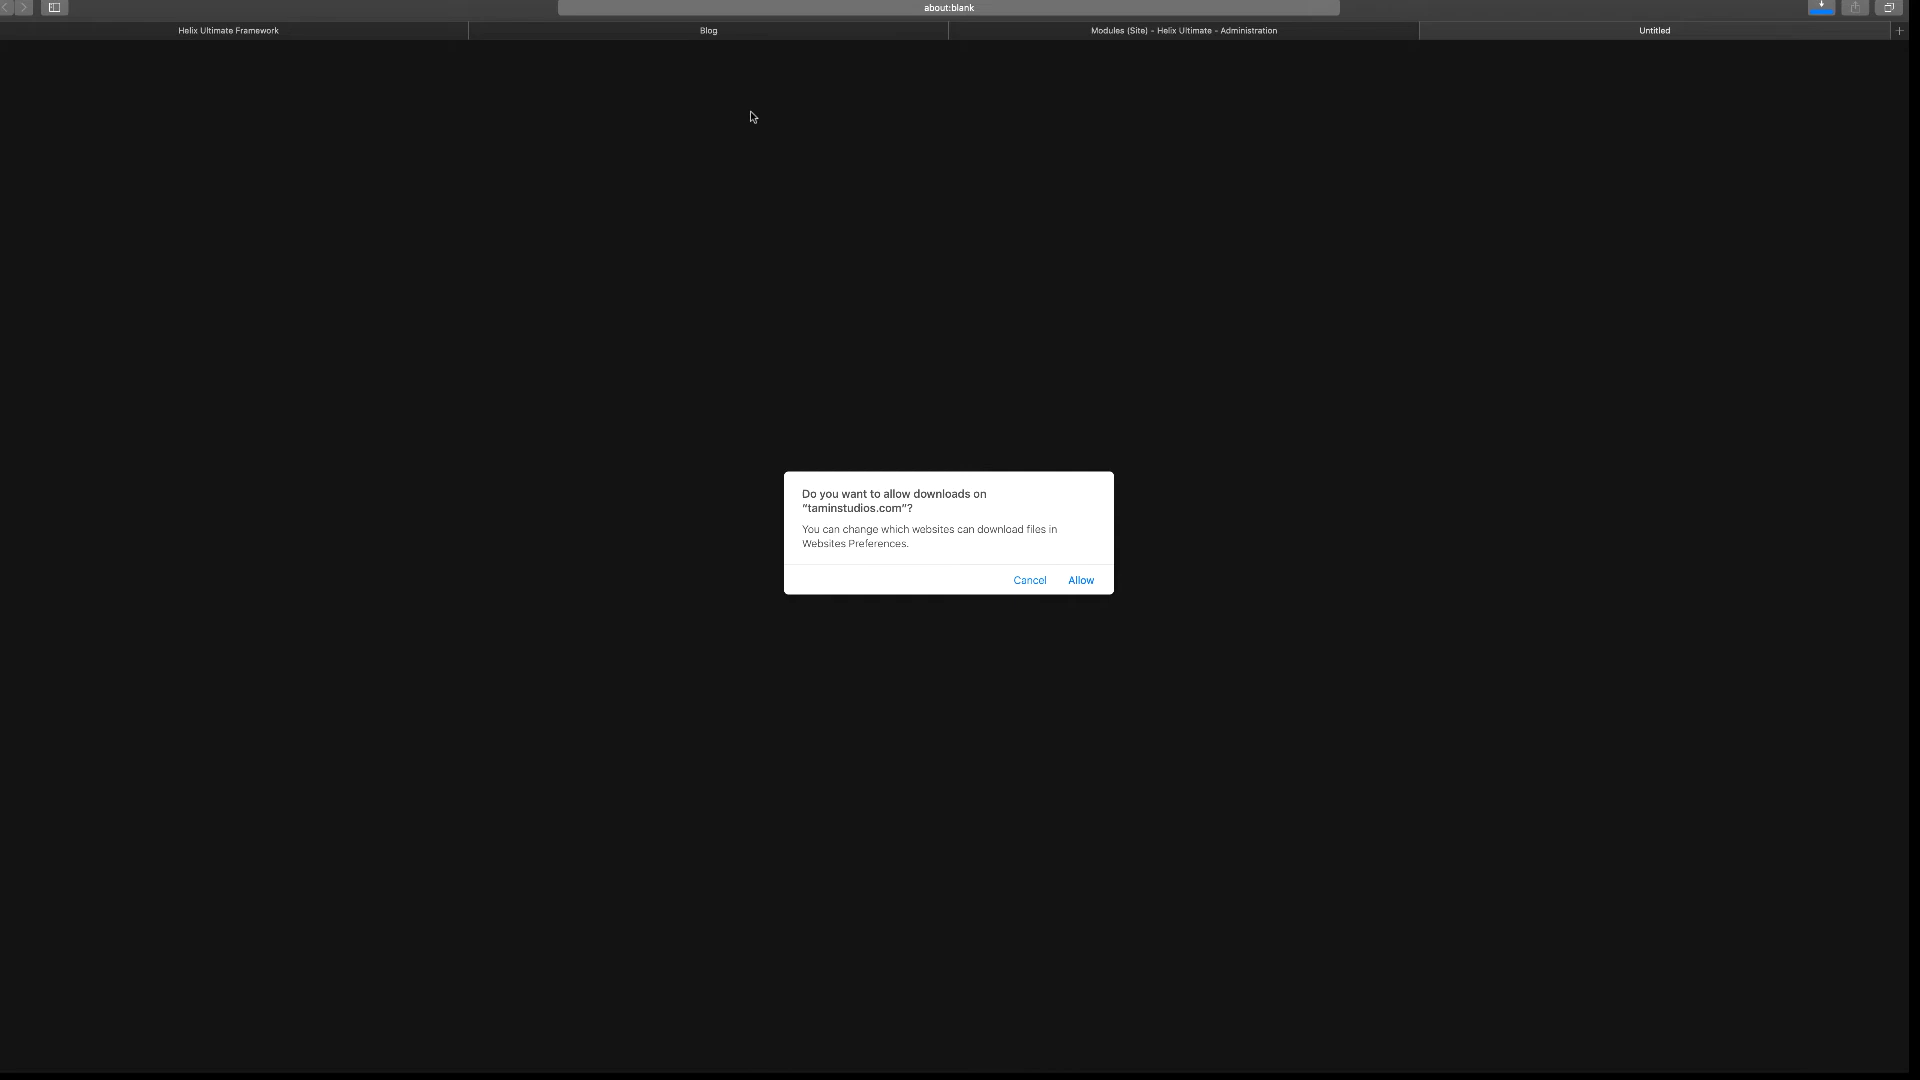 about:blank
Helix Ultimate Framework
Blog
Modules (Site) - Helix Ultimate - Administration
Untitled
Do you want to allow downloads on
“taminstudios.com”?
You can change which websites can download files in
Websites Preferences.
Cancel
Allow